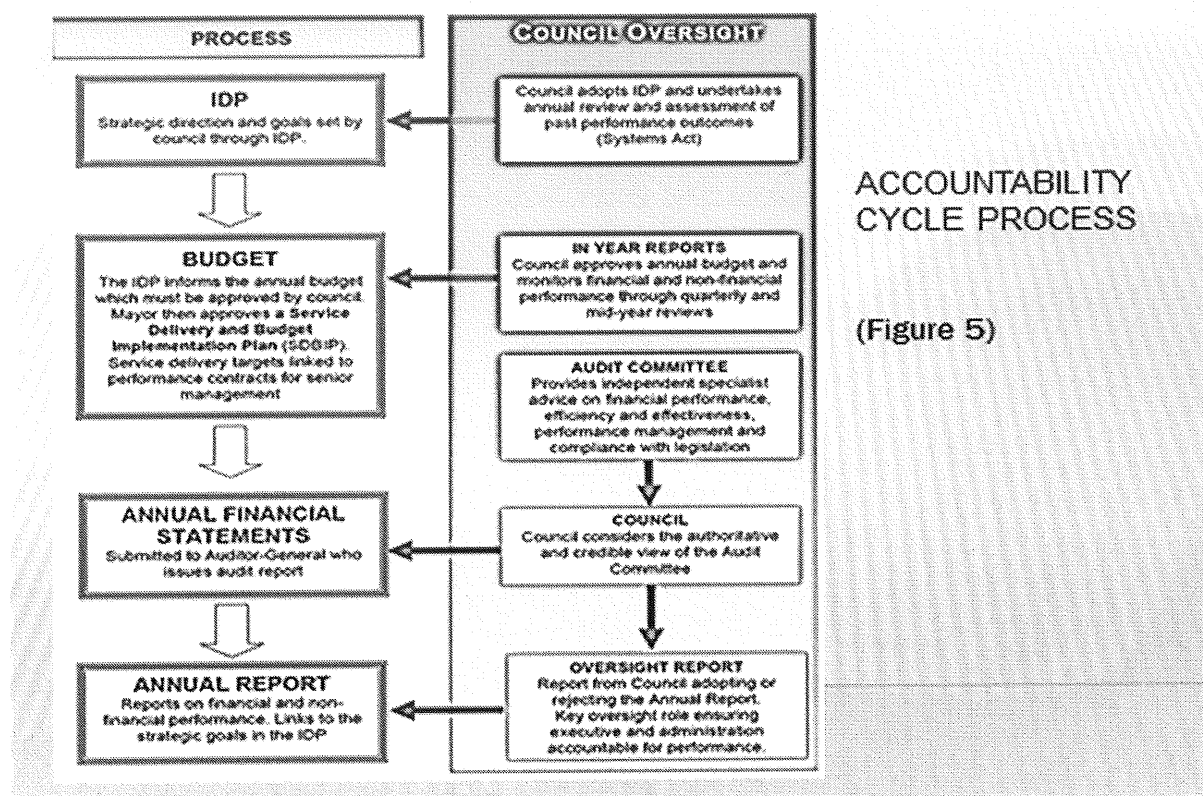 PROCESS
IDP
Strategic direction and goals set by
council through IDP.
BUDGET
The IDP informs the annual budget
which must be approved by council.
Mayor then approves a Service
Delivery and Budget
Implementation Plan (SDBIP).
Service delivery targets linked to
performance contracts for senior
management
ANNUAL FINANCIAL
STATEMENTS
Submitted to Auditor-General who
issues audit report
ANNUAL REPORT
Reports on financial and non-
financial performance. Links to the
strategic goals in the IDP
COUNCIL OVERSIGHT
Council adopts IDP and undertakes
annual review and assessment of
past performance outcomes
(Systems Act)
IN YEAR REPORTS
Council approves annual budget and
monitors financial and non-financial
performance through quarterly and
mid-year reviews
AUDIT COMMITTEE
Provides independent specialist
advice on financial performance,
efficiency and effectiveness,
performance management and
compliance with legislation
COUNCIL
Council considers the authoritative
and credible view of the Audit
Committee
OVERSIGHT REPORT
Report from Council adopting or
rejecting the Annual Report.
Key oversight role ensuring
executive and administration
accountable for performance.
ACCOUNTABILITY
CYCLE PROCESS
(Figure 5)